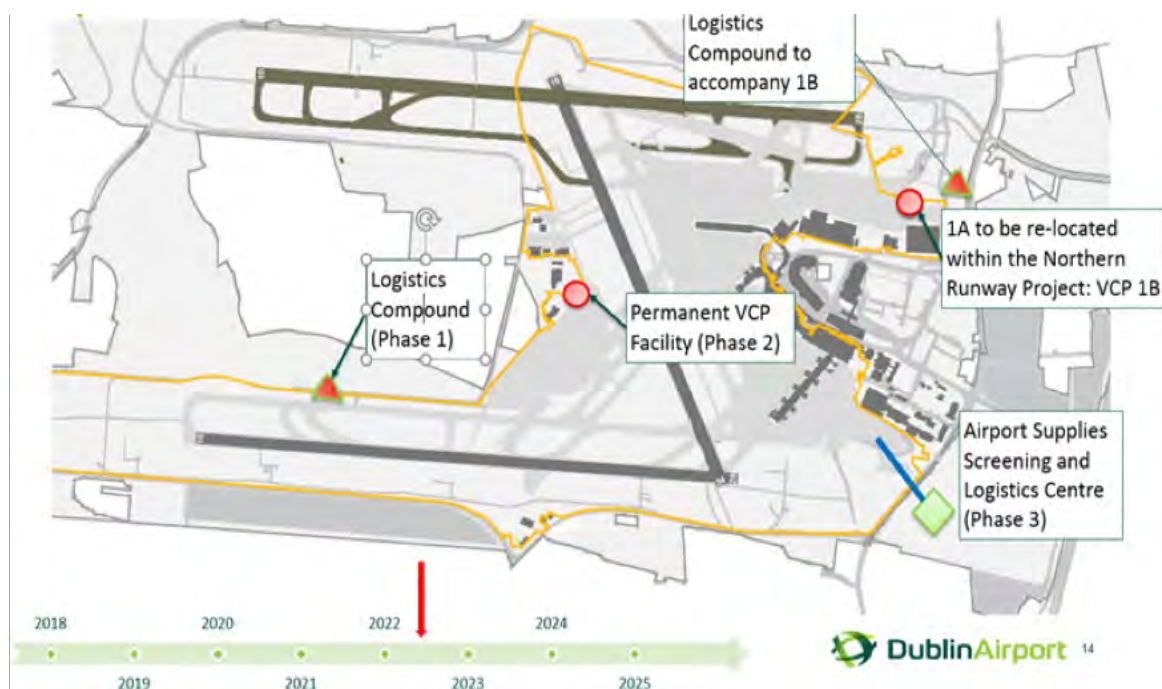 Logistics
Compound to
accompany 1B
1A to be re-located
within the Northern
Runway Project: VCP 1B
Logistics
Compound
(Phase 1)
Permanent VCP
Facility (Phase 2)
Airport Supplies
Screening and
Logistics Centre
(Phase 3)
2018
2020
2022
2024
2019
2021
2023
2025
DublinAirport
14